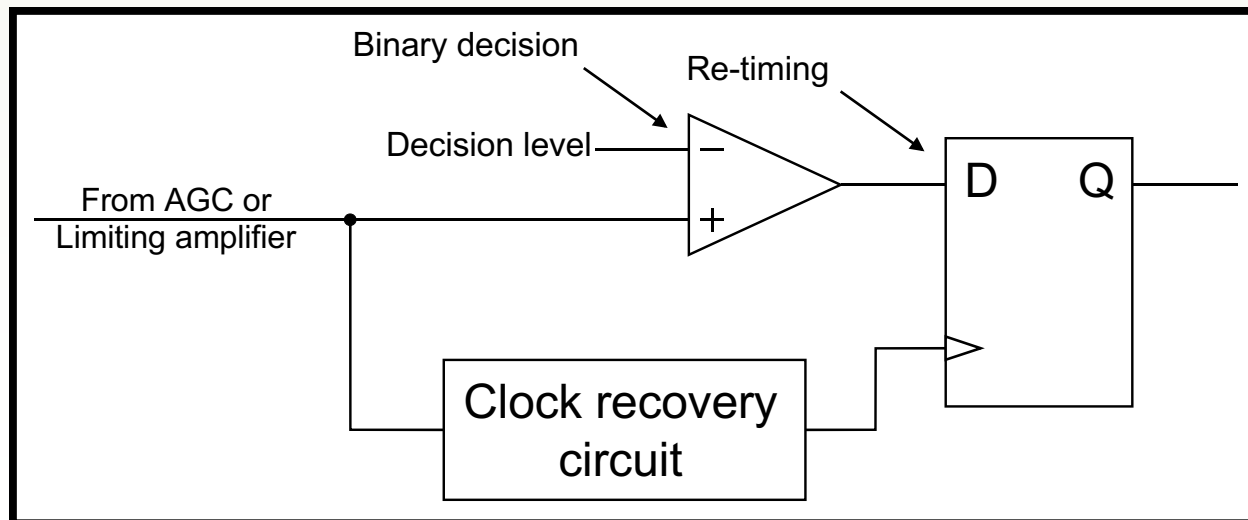 Binary decision
Re-timing
Decision level
−
D Q
From AGC or
Limiting amplifier
+
Clock recovery
circuit